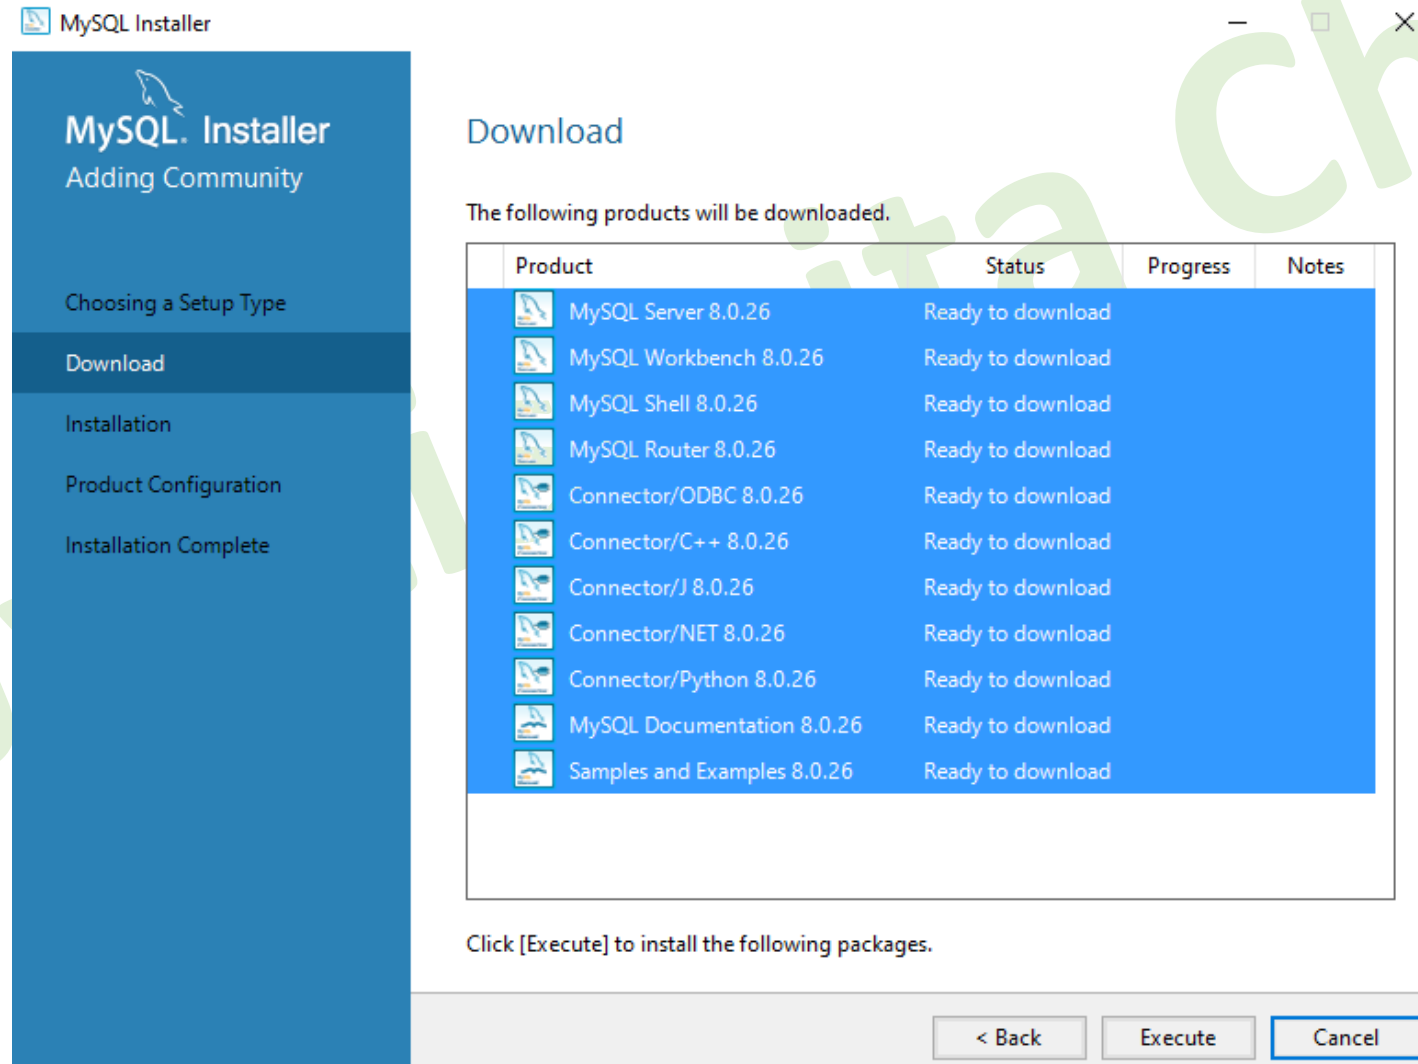 MySQL Installer
MySQL. Installer
Adding Community
Choosing a Setup Type
Download
Installation
Product Configuration
Installation Complete
Download
The following products will be downloaded.
Product Status Progress Notes
MySQL Server 8.0.26 Ready to download
MySQL Workbench 8.0.26 Ready to download
MySQL Shell 8.0.26 Ready to download
MySQL Router 8.0.26 Ready to download
Connector/ODBC 8.0.26 Ready to download
Connector/C++ 8.0.26 Ready to download
Connector/J 8.0.26 Ready to download
Connector/NET 8.0.26 Ready to download
Connector/Python 8.0.26 Ready to download
MySQL Documentation 8.0.26 Ready to download
Samples and Examples 8.0.26 Ready to download
Click [Execute] to install the following packages.
< Back Execute Cancel